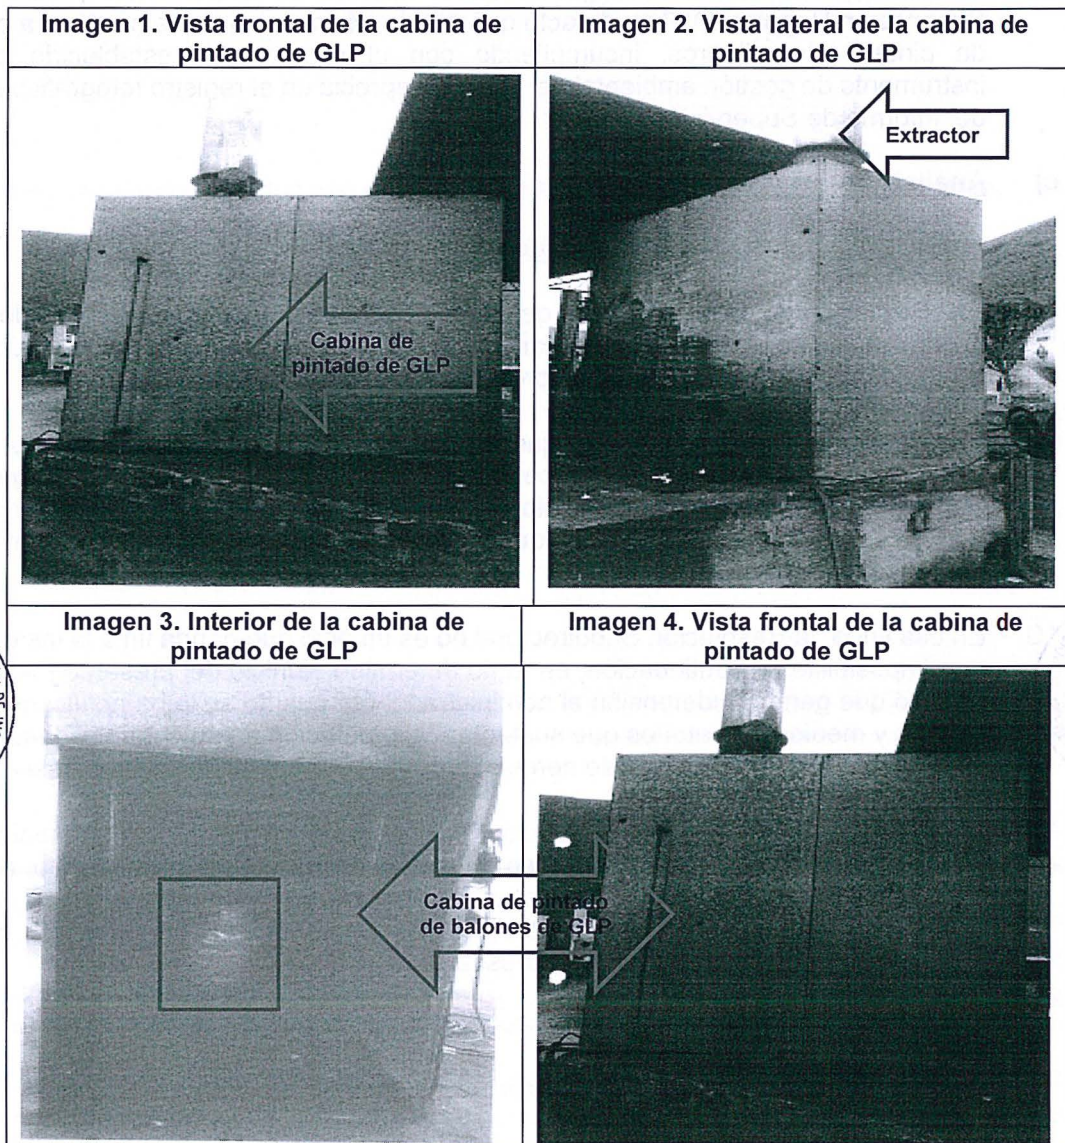 Imagen 1. Vista frontal de la cabina de
pintado de GLP
Imagen 2. Vista lateral de la cabina de
pintado de GLP
Extractor
Cabina de
pintado de GLP
Imagen 3. Interior de la cabina de
pintado de GLP
Imagen 4. Vista frontal de la cabina de
pintado de GLP
Cabina de pintado
de balones de GLP